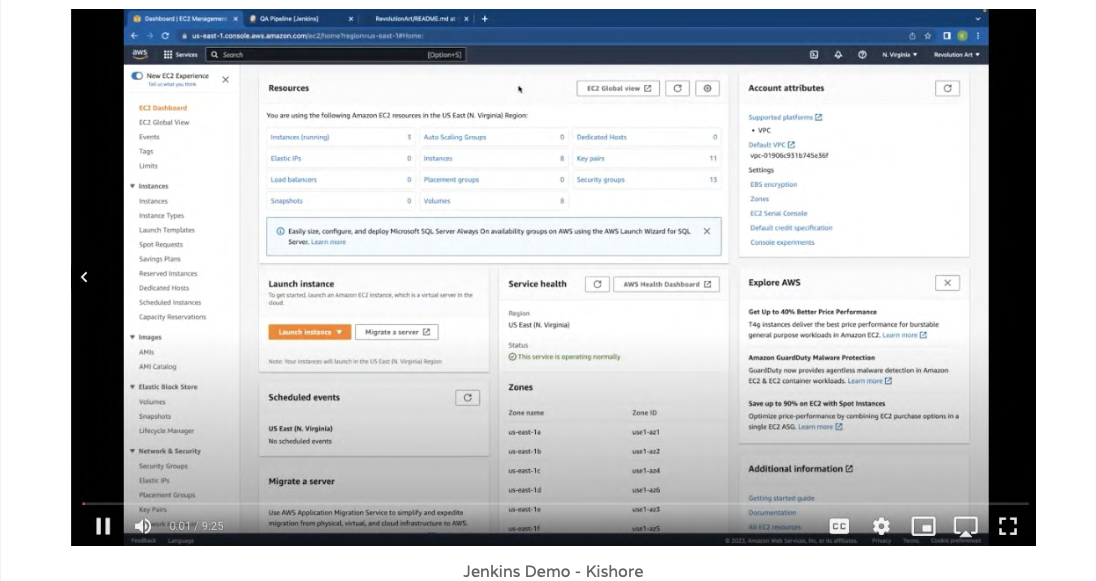 Dashboard | EC2 Management
QA Pipeline [Jenkins]
RevolutionArt/README.md at
us-east-1.console.aws.amazon.com/ec2/home?region=us-east-1#Home:
aws
Services
Search
[Option+S]
N. Virginia
Revolution Art
New EC2 Experience
Tell us what you think
EC2 Dashboard
EC2 Global View
Events
Tags
Limits
Instances
Instances
Instance Types
Launch Templates
Spot Requests
Savings Plans
Reserved Instances
Dedicated Hosts
Scheduled Instances
Capacity Reservations
Images
AMIs
AMI Catalog
Elastic Block Store
Volumes
Snapshots
Lifecycle Manager
Network & Security
Security Groups
Elastic IPs
Placement Groups
Key Pairs
Resources
EC2 Global view
You are using the following Amazon EC2 resources in the US East (N. Virginia) Region:
Instances (running) 3 Auto Scaling Groups 0 Dedicated Hosts 0
Elastic IPs 0 Instances 8 Key pairs 11
Load balancers 0 Placement groups 0 Security groups 13
Snapshots 0 Volumes 8
Easily size, configure, and deploy Microsoft SQL Server Always On availability groups on AWS using the AWS Launch Wizard for SQL
Server. Learn more
Launch instance
To get started, launch an Amazon EC2 instance, which is a virtual server in the
cloud.
Launch instance
Migrate a server
Note: Your instances will launch in the US East (N. Virginia) Region
Scheduled events
US East (N. Virginia)
No scheduled events
Migrate a server
Use AWS Application Migration Service to simplify and expedite
migration from physical, virtual, and cloud infrastructure to AWS.
Service health
AWS Health Dashboard
Region
US East (N. Virginia)
Status
This service is operating normally
Zones
Zone name Zone ID
us-east-1a use1-az1
us-east-1b use1-az2
us-east-1c use1-az4
us-east-1d use1-az6
us-east-1e use1-az3
us-east-1f use1-az5
Account attributes
Supported platforms
• VPC
Default VPC
vpc-01906c931b745e36f
Settings
EBS encryption
Zones
EC2 Serial Console
Default credit specification
Console experiments
Explore AWS
Get Up to 40% Better Price Performance
T4g instances deliver the best price performance for burstable
general purpose workloads in Amazon EC2. Learn more
Amazon GuardDuty Malware Protection
GuardDuty now provides agentless malware detection in Amazon
EC2 & EC2 container workloads. Learn more
Save up to 90% on EC2 with Spot Instances
Optimize price-performance by combining EC2 purchase options in a
single EC2 ASG. Learn more
Additional information
Getting started guide
Documentation
All EC2 resources
0:01 / 9:25
CC
Feedback Language
© 2023, Amazon Web Services, Inc. or its affiliates. Privacy Terms Cookie preferences
Jenkins Demo - Kishore